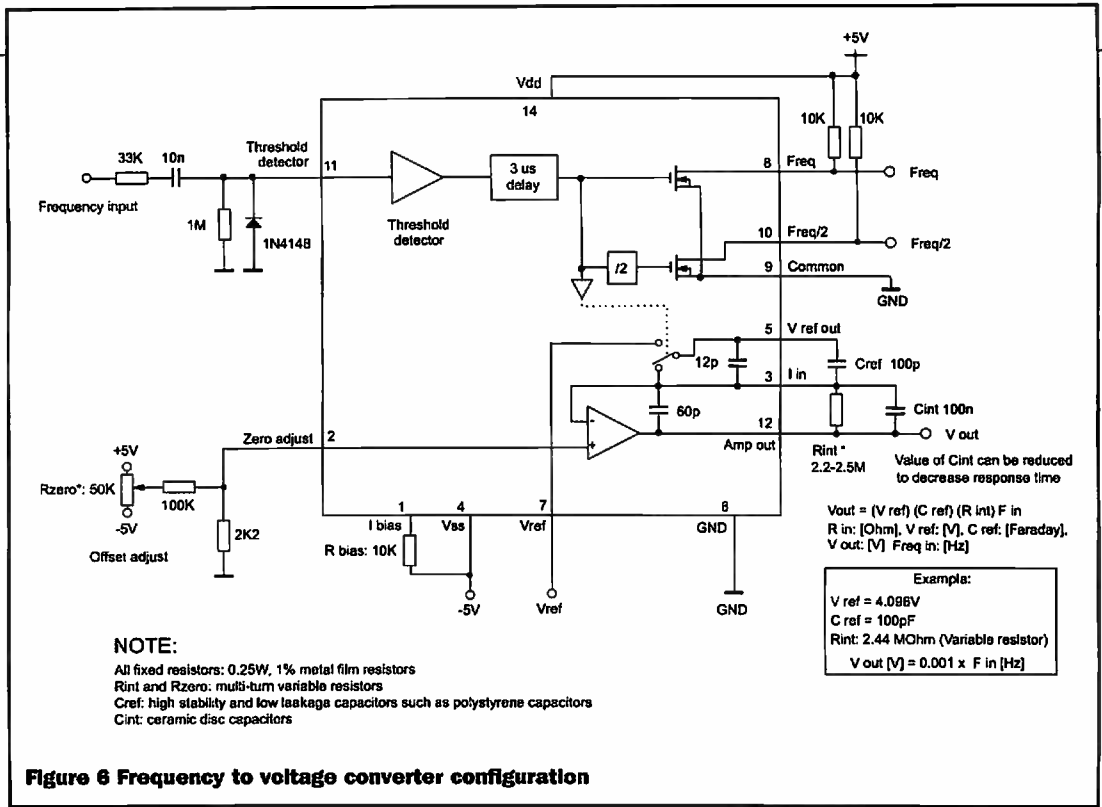 +5V
Vdd
14
10K
10K
33K
10n
Threshold
detector
11
3 us
delay
8
Freq
Freq
Frequency input
1M
1N4148
Threshold
detector
10
Freq/2
Freq/2
/2
9
Common
GND
5
V ref out
12p
Cref 100p
3
I in
60p
Cint 100n
-
+
12
V out
Zero adjust
2
Amp out
Rint *
2.2-2.5M
Value of Cint can be reduced
to decrease response time
+5V
Rzero*: 50K
100K
-5V
2K2
Offset adjust
1
4
7
6
I bias
Vss
Vref
GND
R bias: 10K
-5V
Vref
GND
Vout = (V ref) (C ref) (R int) F in
R in: [Ohm], V ref: [V], C ref: [Faraday],
V out: [V] Freq in: [Hz]
Example:
V ref = 4.096V
C ref = 100pF
Rint: 2.44 MOhm (Variable resistor)
V out [V] = 0.001 x F in [Hz]
NOTE:
All fixed resistors: 0.25W, 1% metal film resistors
Rint and Rzero: multi-turn variable resistors
Cref: high stability and low leakage capacitors such as polystyrene capacitors
Cint: ceramic disc capacitors
Figure 6 Frequency to voltage converter configuration